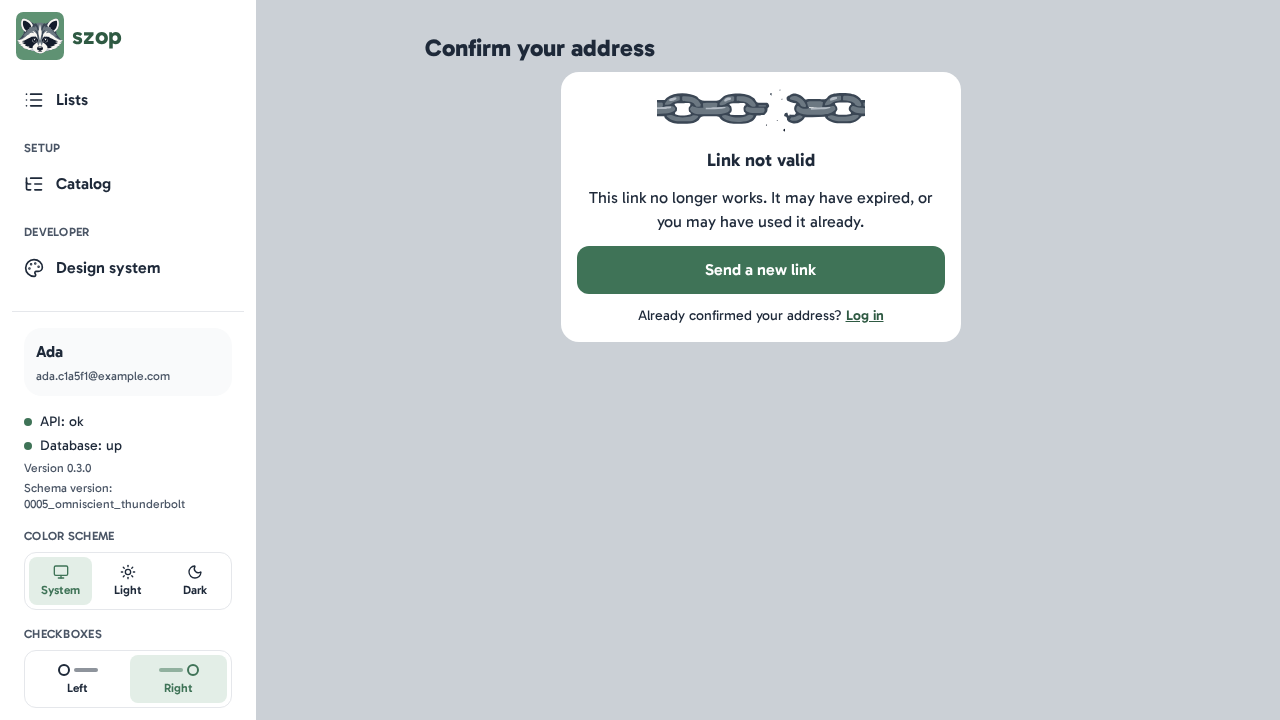 szop
Lists
SETUP
Catalog
DEVELOPER
Design system
Ada
ada.c1a5f1@example.com
API: ok
Database: up
Version 0.3.0
Schema version:
0005_omniscient_thunderbolt
COLOR SCHEME
System Light Dark
CHECKBOXES
Left Right
Confirm your address
Link not valid
This link no longer works. It may have expired, or
you may have used it already.
Send a new link
Already confirmed your address? Log in